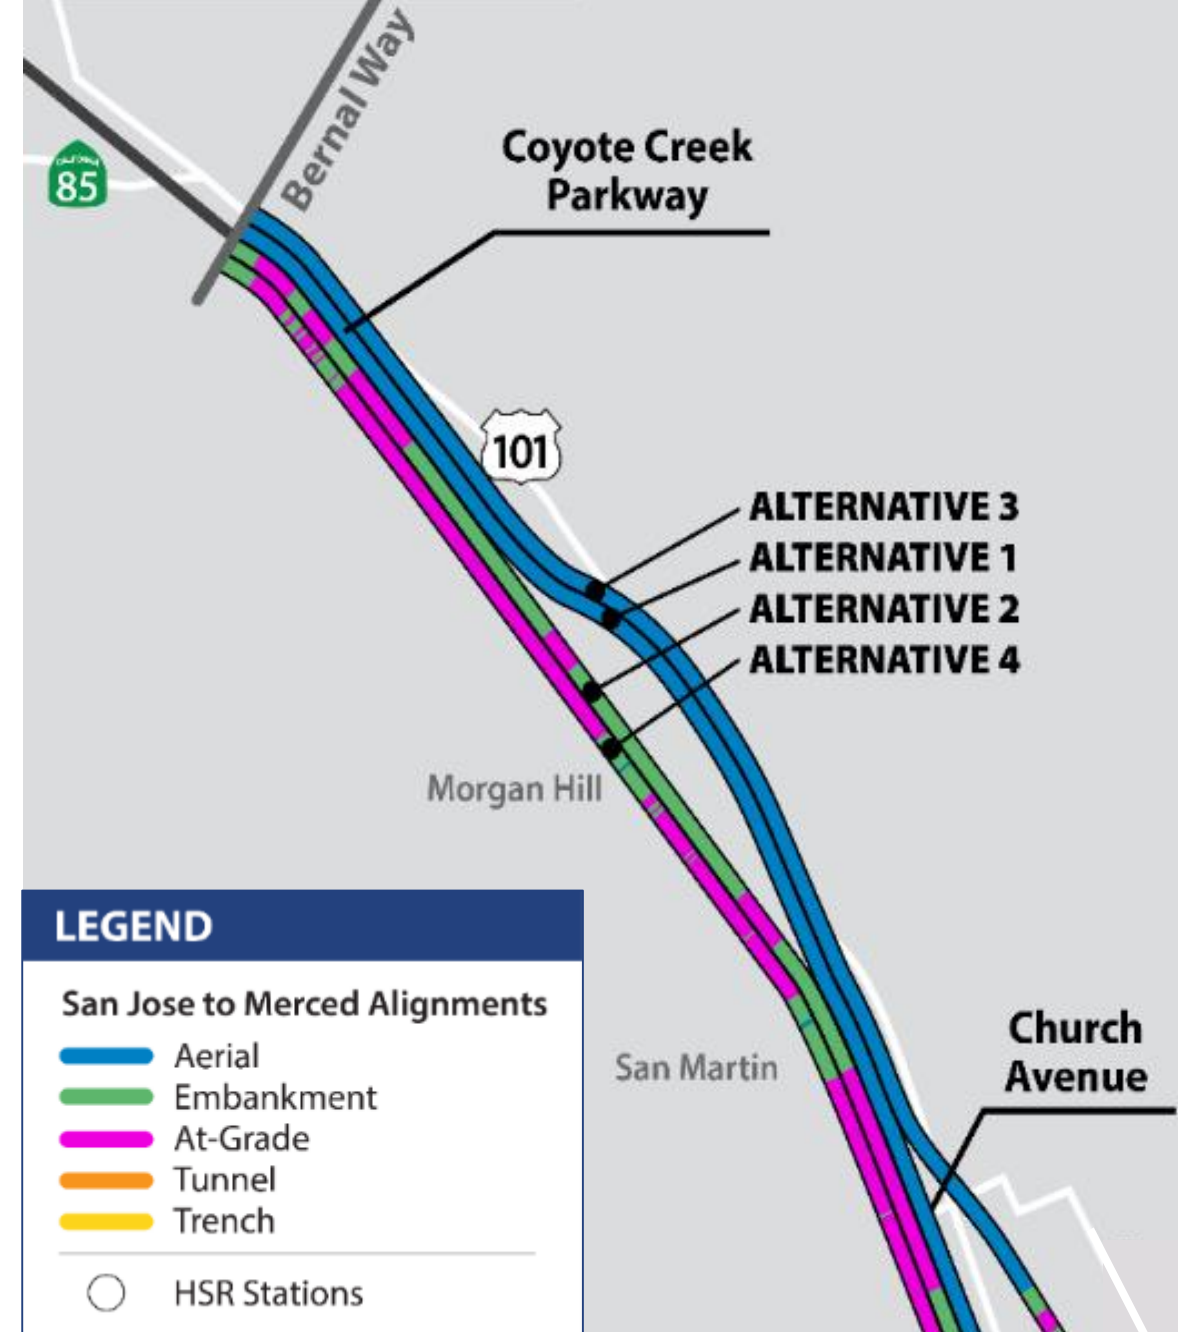 Bernal Way
85
Coyote Creek
Parkway
101
ALTERNATIVE 3
ALTERNATIVE 1
ALTERNATIVE 2
ALTERNATIVE 4
Morgan Hill
LEGEND
San Jose to Merced Alignments
Aerial
Embankment
At-Grade
Tunnel
Trench
HSR Stations
San Martin
Church
Avenue